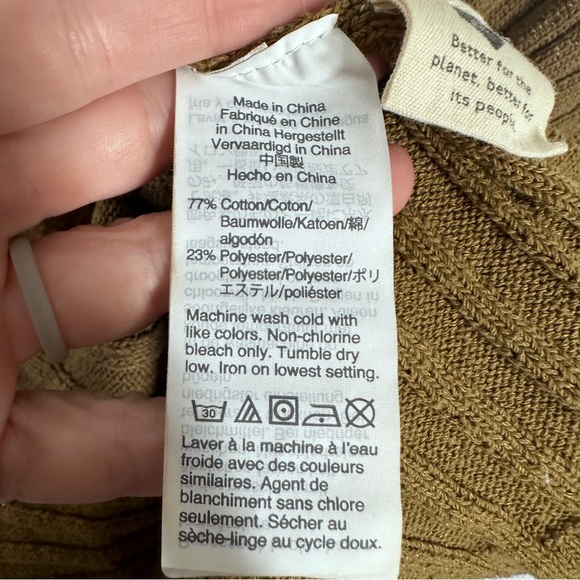 Better for the
planet, better for
its people.
Made in China
Fabriqué en Chine
in China Hergestellt
Vervaardigd in China
中国製
Hecho en China
77% Cotton/Coton/
Baumwolle/Katoen/綿/
algodón
23% Polyester/Polyester/
Polyester/Polyester/ポリ
エステル/poliéster
Machine wash cold with
like colors. Non-chlorine
bleach only. Tumble dry
low. Iron on lowest setting.
30
Laver à la machine à l'eau
froide avec des couleurs
similaires. Agent de
blanchiment sans chlore
seulement. Sécher au
sèche-linge au cycle doux.